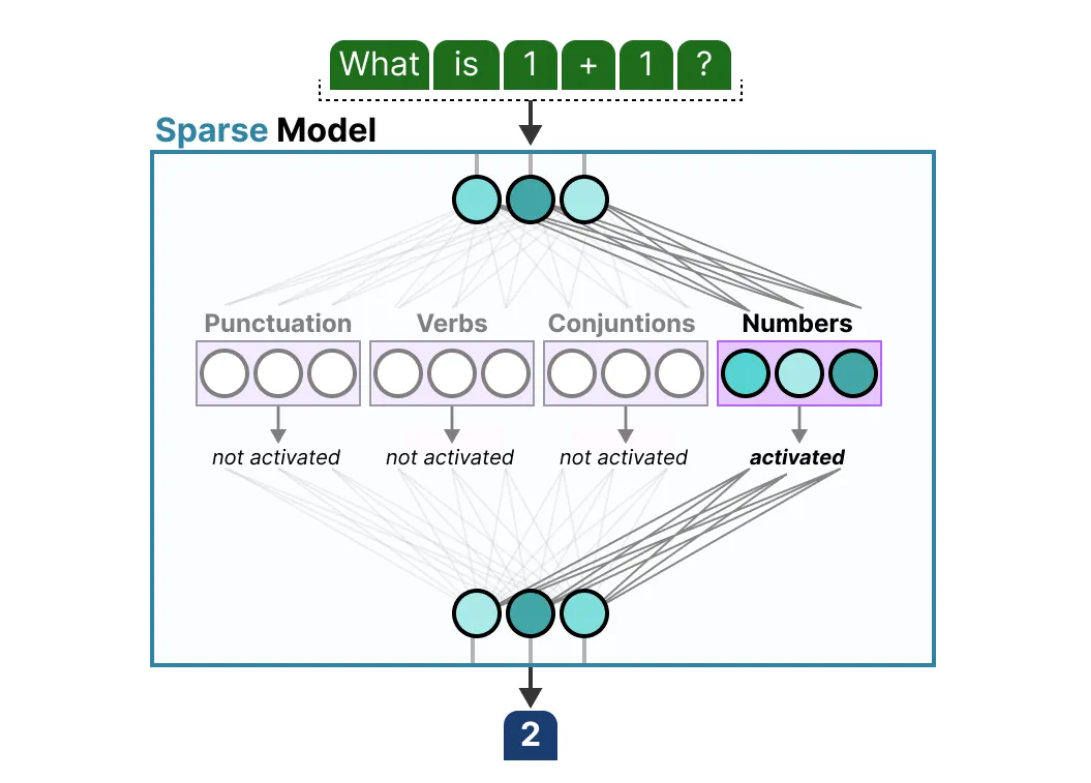 What is 1 + 1 ?
Sparse Model
Punctuation Verbs Conjuntions Numbers
not activated not activated not activated activated
2